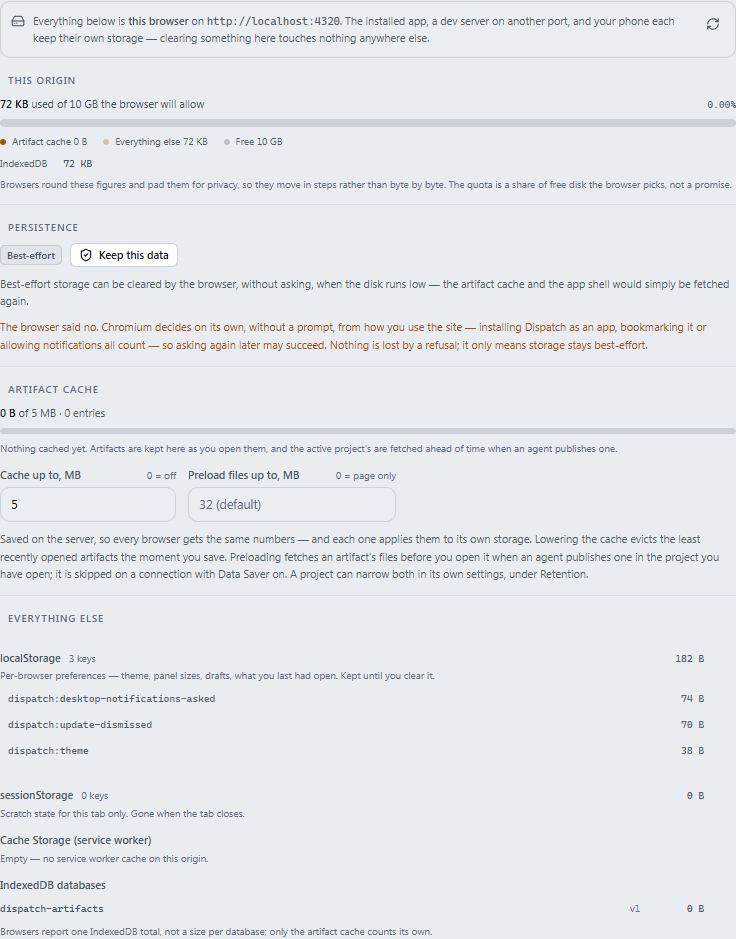 Everything below is this browser on http://localhost:4320. The installed app, a dev server on another port, and your phone each
keep their own storage — clearing something here touches nothing anywhere else.
THIS ORIGIN
72 KB used of 10 GB the browser will allow 0.00%
Artifact cache 0 B Everything else 72 KB Free 10 GB
IndexedDB 72 KB
Browsers round these figures and pad them for privacy, so they move in steps rather than byte by byte. The quota is a share of free disk the browser picks, not a promise.
PERSISTENCE
Best-effort Keep this data
Best-effort storage can be cleared by the browser, without asking, when the disk runs low — the artifact cache and the app shell would simply be fetched
again.
The browser said no. Chromium decides on its own, without a prompt, from how you use the site — installing Dispatch as an app, bookmarking it or
allowing notifications all count — so asking again later may succeed. Nothing is lost by a refusal; it only means storage stays best-effort.
ARTIFACT CACHE
0 B of 5 MB · 0 entries
Nothing cached yet. Artifacts are kept here as you open them, and the active project's are fetched ahead of time when an agent publishes one.
Cache up to, MB 0 = off Preload files up to, MB 0 = page only
5 32 (default)
Saved on the server, so every browser gets the same numbers — and each one applies them to its own storage. Lowering the cache evicts the least
recently opened artifacts the moment you save. Preloading fetches an artifact's files before you open it when an agent publishes one in the project you
have open; it is skipped on a connection with Data Saver on. A project can narrow both in its own settings, under Retention.
EVERYTHING ELSE
localStorage 3 keys 182 B
Per-browser preferences — theme, panel sizes, drafts, what you last had open. Kept until you clear it.
dispatch:desktop-notifications-asked 74 B
dispatch:update-dismissed 70 B
dispatch:theme 38 B
sessionStorage 0 keys 0 B
Scratch state for this tab only. Gone when the tab closes.
Cache Storage (service worker)
Empty — no service worker cache on this origin.
IndexedDB databases
dispatch-artifacts v1 0 B
Browsers report one IndexedDB total, not a size per database; only the artifact cache counts its own.